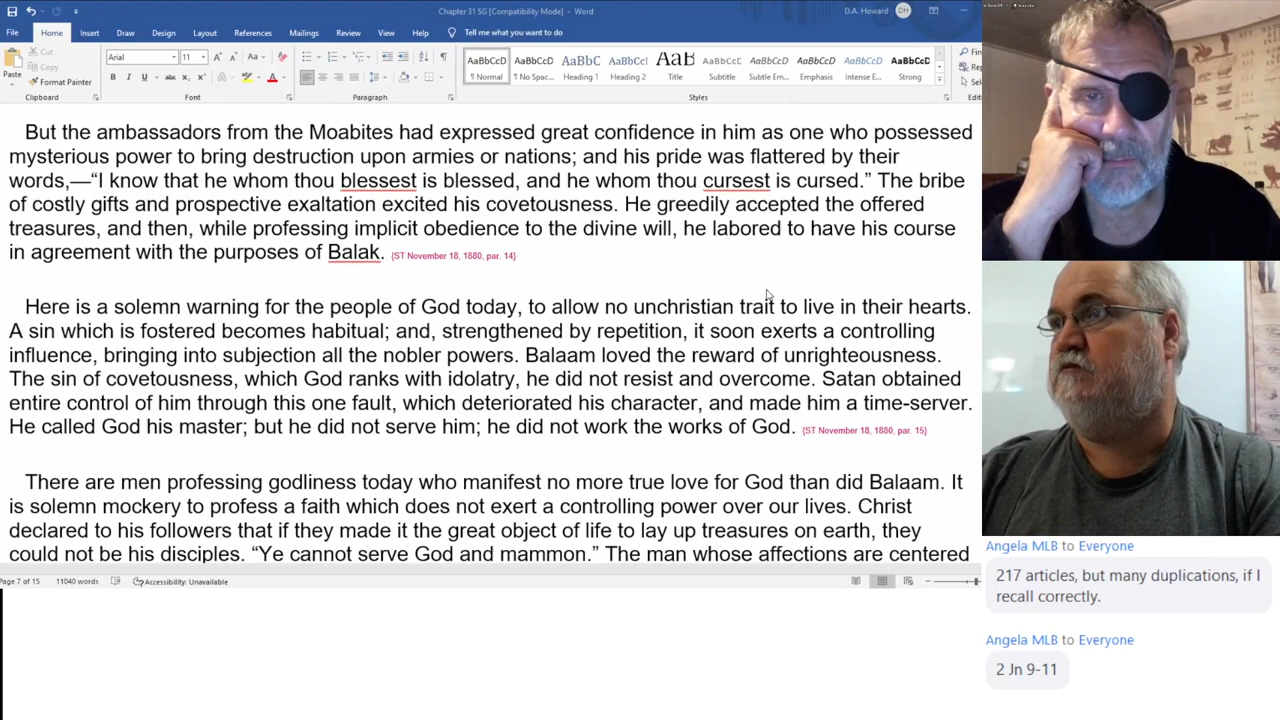 Chapter 31 5G [Compatibility Mode] - Word
D.A. Howard
DH
File Home Insert Draw Design Layout References Mailings Review View Help Tell me what you want to do
Paste
Cut
Copy
Format Painter
Arial 11
AaBbCcD AaBbCcD AaBbC AaBbCcD AaB AaBbCcD AaBbCcD AaBbCcD AaBbCcD AaBbCcD
¶ Normal ¶ No Spac... Heading 1 Heading 2 Title Subtitle Subtle Em... Emphasis Intense E... Strong
Clipboard Font Paragraph Styles
But the ambassadors from the Moabites had expressed great confidence in him as one who possessed
mysterious power to bring destruction upon armies or nations; and his pride was flattered by their
words,—“I know that he whom thou blessest is blessed, and he whom thou cursest is cursed.” The bribe
of costly gifts and prospective exaltation excited his covetousness. He greedily accepted the offered
treasures, and then, while professing implicit obedience to the divine will, he labored to have his course
in agreement with the purposes of Balak. {ST November 18, 1880, par. 14}
Here is a solemn warning for the people of God today, to allow no unchristian trait to live in their hearts.
A sin which is fostered becomes habitual; and, strengthened by repetition, it soon exerts a controlling
influence, bringing into subjection all the nobler powers. Balaam loved the reward of unrighteousness.
The sin of covetousness, which God ranks with idolatry, he did not resist and overcome. Satan obtained
entire control of him through this one fault, which deteriorated his character, and made him a time-server.
He called God his master; but he did not serve him; he did not work the works of God. {ST November 18, 1880, par. 15}
There are men professing godliness today who manifest no more true love for God than did Balaam. It
is solemn mockery to profess a faith which does not exert a controlling power over our lives. Christ
declared to his followers that if they made it the great object of life to lay up treasures on earth, they
could not be his disciples. “Ye cannot serve God and mammon.” The man whose affections are centered
Page 7 of 15 11040 words Accessibility: Unavailable
Angela MLB to Everyone
217 articles, but many duplications, if I
recall correctly.
Angela MLB to Everyone
2 Jn 9-11